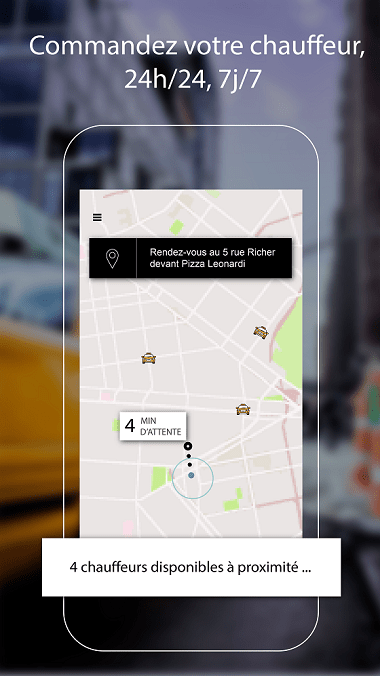 Commandez votre chauffeur,
24h/24, 7j/7
Rendez-vous au 5 rue Richer
devant Pizza Leonardi
4 MIN
D'ATTENTE
4 chauffeurs disponibles à proximité ...